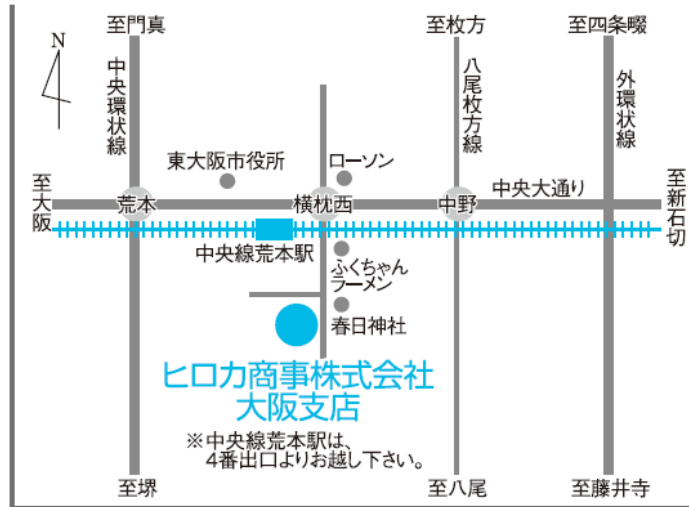 至門真
至枚方
至四条畷
N
中央環状線
八尾枚方線
外環状線
東大阪市役所
ローソン
至大阪
荒本
横枕西
中野
中央大通り
至新石切
中央線荒本駅
ふくちゃん
ラーメン
春日神社
ヒロカ商事株式会社
大阪支店
※中央線荒本駅は、
4番出口よりお越し下さい。
至堺
至八尾
至藤井寺